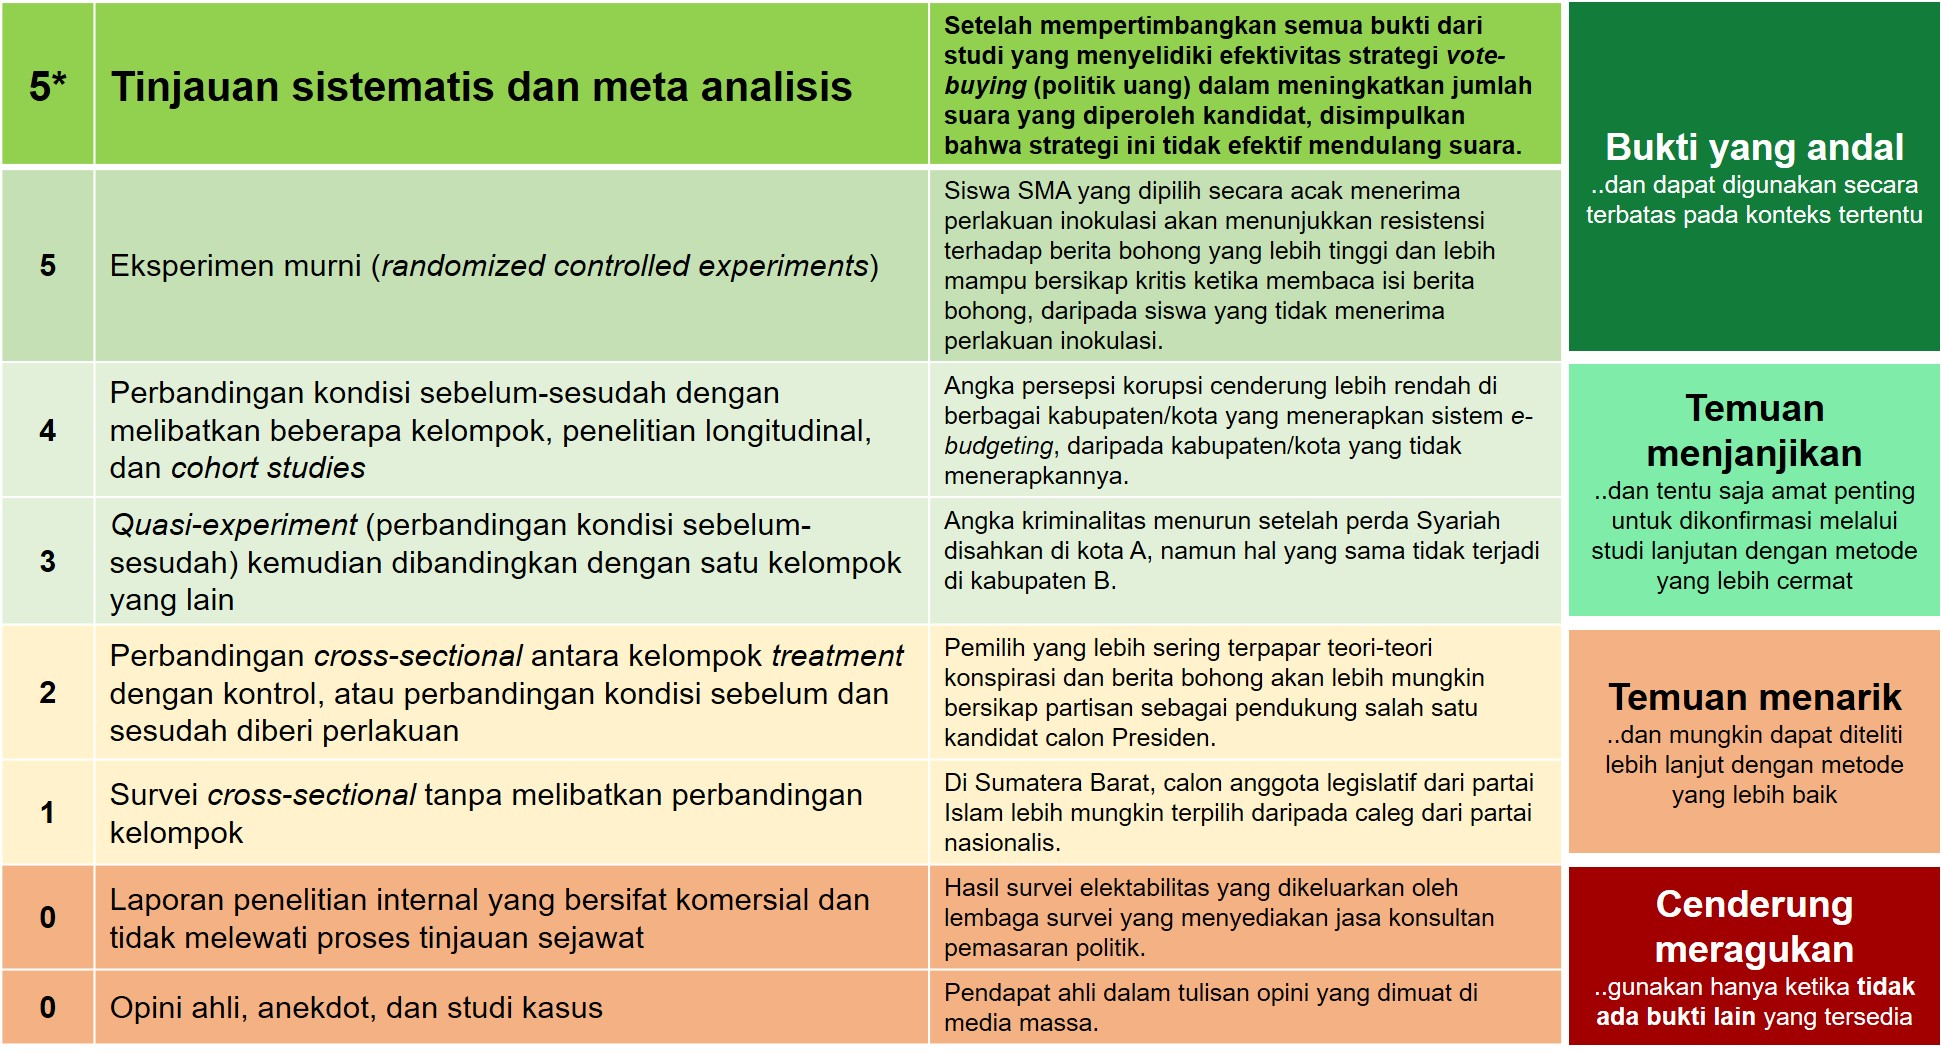 5*
Tinjauan sistematis dan meta analisis
Setelah mempertimbangkan semua bukti dari
studi yang menyelidiki efektivitas strategi vote-
buying (politik uang) dalam meningkatkan jumlah
suara yang diperoleh kandidat, disimpulkan
bahwa strategi ini tidak efektif mendulang suara.
5
Eksperimen murni (randomized controlled experiments)
Siswa SMA yang dipilih secara acak menerima
perlakuan inokulasi akan menunjukkan resistensi
terhadap berita bohong yang lebih tinggi dan lebih
mampu bersikap kritis ketika membaca isi berita
bohong, daripada siswa yang tidak menerima
perlakuan inokulasi.
Bukti yang andal
..dan dapat digunakan secara
terbatas pada konteks tertentu
4
Perbandingan kondisi sebelum-sesudah dengan
melibatkan beberapa kelompok, penelitian longitudinal,
dan cohort studies
Angka persepsi korupsi cenderung lebih rendah di
berbagai kabupaten/kota yang menerapkan sistem e-
budgeting, daripada kabupaten/kota yang tidak
menerapkannya.
3
Quasi-experiment (perbandingan kondisi sebelum-
sesudah) kemudian dibandingkan dengan satu kelompok
yang lain
Angka kriminalitas menurun setelah perda Syariah
disahkan di kota A, namun hal yang sama tidak terjadi
di kabupaten B.
Temuan
menjanjikan
..dan tentu saja amat penting
untuk dikonfirmasi melalui
studi lanjutan dengan metode
yang lebih cermat
2
Perbandingan cross-sectional antara kelompok treatment
dengan kontrol, atau perbandingan kondisi sebelum dan
sesudah diberi perlakuan
Pemilih yang lebih sering terpapar teori-teori
konspirasi dan berita bohong akan lebih mungkin
bersikap partisan sebagai pendukung salah satu
kandidat calon Presiden.
1
Survei cross-sectional tanpa melibatkan perbandingan
kelompok
Di Sumatera Barat, calon anggota legislatif dari partai
Islam lebih mungkin terpilih daripada caleg dari partai
nasionalis.
Temuan menarik
..dan mungkin dapat diteliti
lebih lanjut dengan metode
yang lebih baik
0
Laporan penelitian internal yang bersifat komersial dan
tidak melewati proses tinjauan sejawat
Hasil survei elektabilitas yang dikeluarkan oleh
lembaga survei yang menyediakan jasa konsultan
pemasaran politik.
0
Opini ahli, anekdot, dan studi kasus
Pendapat ahli dalam tulisan opini yang dimuat di
media massa.
Cenderung
meragukan
..gunakan hanya ketika tidak
ada bukti lain yang tersedia